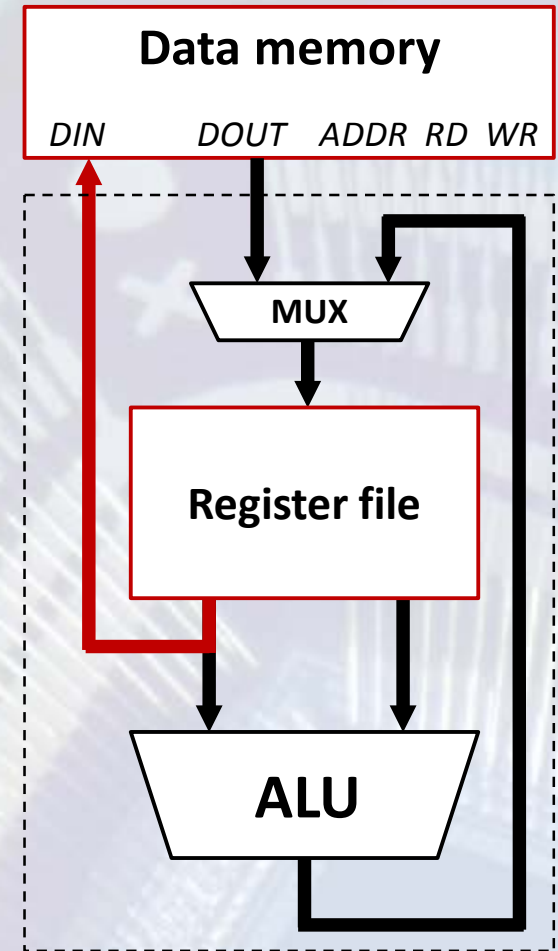 Data memory
DIN DOUT ADDR RD WR
MUX
Register file
ALU